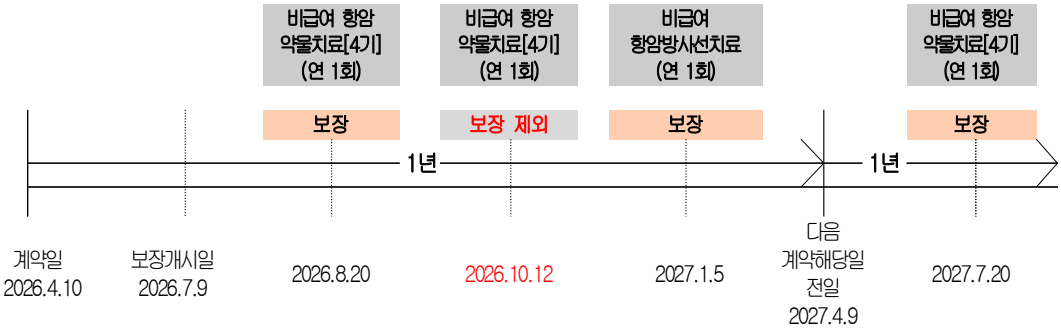 비급여 항암
약물치료[4기]
(연 1회)
비급여 항암
약물치료[4기]
(연 1회)
비급여
항암방사선치료
(연 1회)
비급여 항암
약물치료[4기]
(연 1회)
보장
보장 제외
보장
보장
1년
1년
계약일
2026.4.10
보장개시일
2026.7.9
2026.8.20
2026.10.12
2027.1.5
다음
계약해당일
전일
2027.4.9
2027.7.20